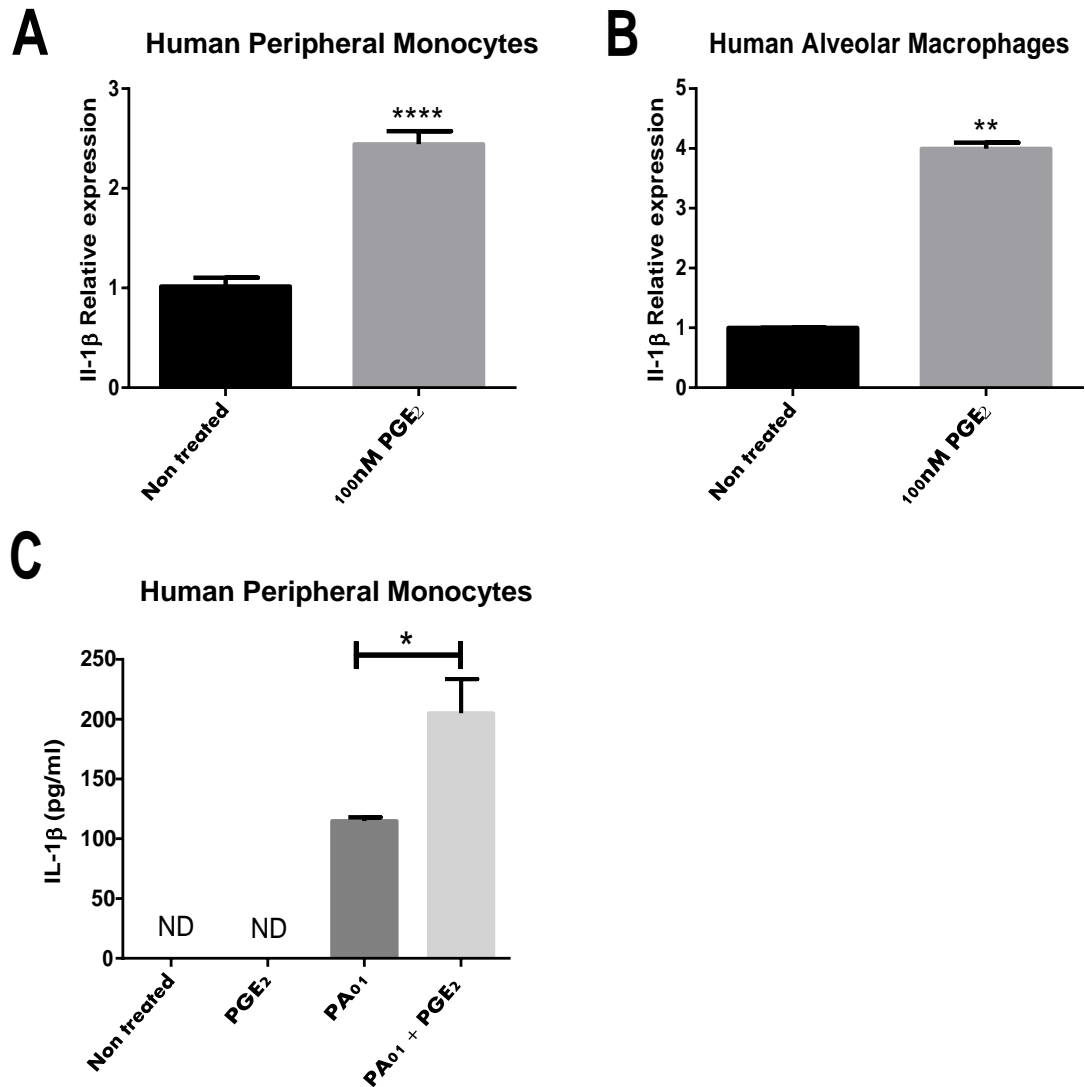 A
Human Peripheral Monocytes
Il-1β Relative expression
3
2
1
0
****
Non treated
100nM PGE2
B
Human Alveolar Macrophages
Il-1β Relative expression
5
4
3
2
1
0
**
Non treated
100nM PGE2
C
Human Peripheral Monocytes
IL-1β (pg/ml)
250
200
150
100
50
0
*
ND
ND
Non treated
PGE2
PA01
PA01 + PGE2